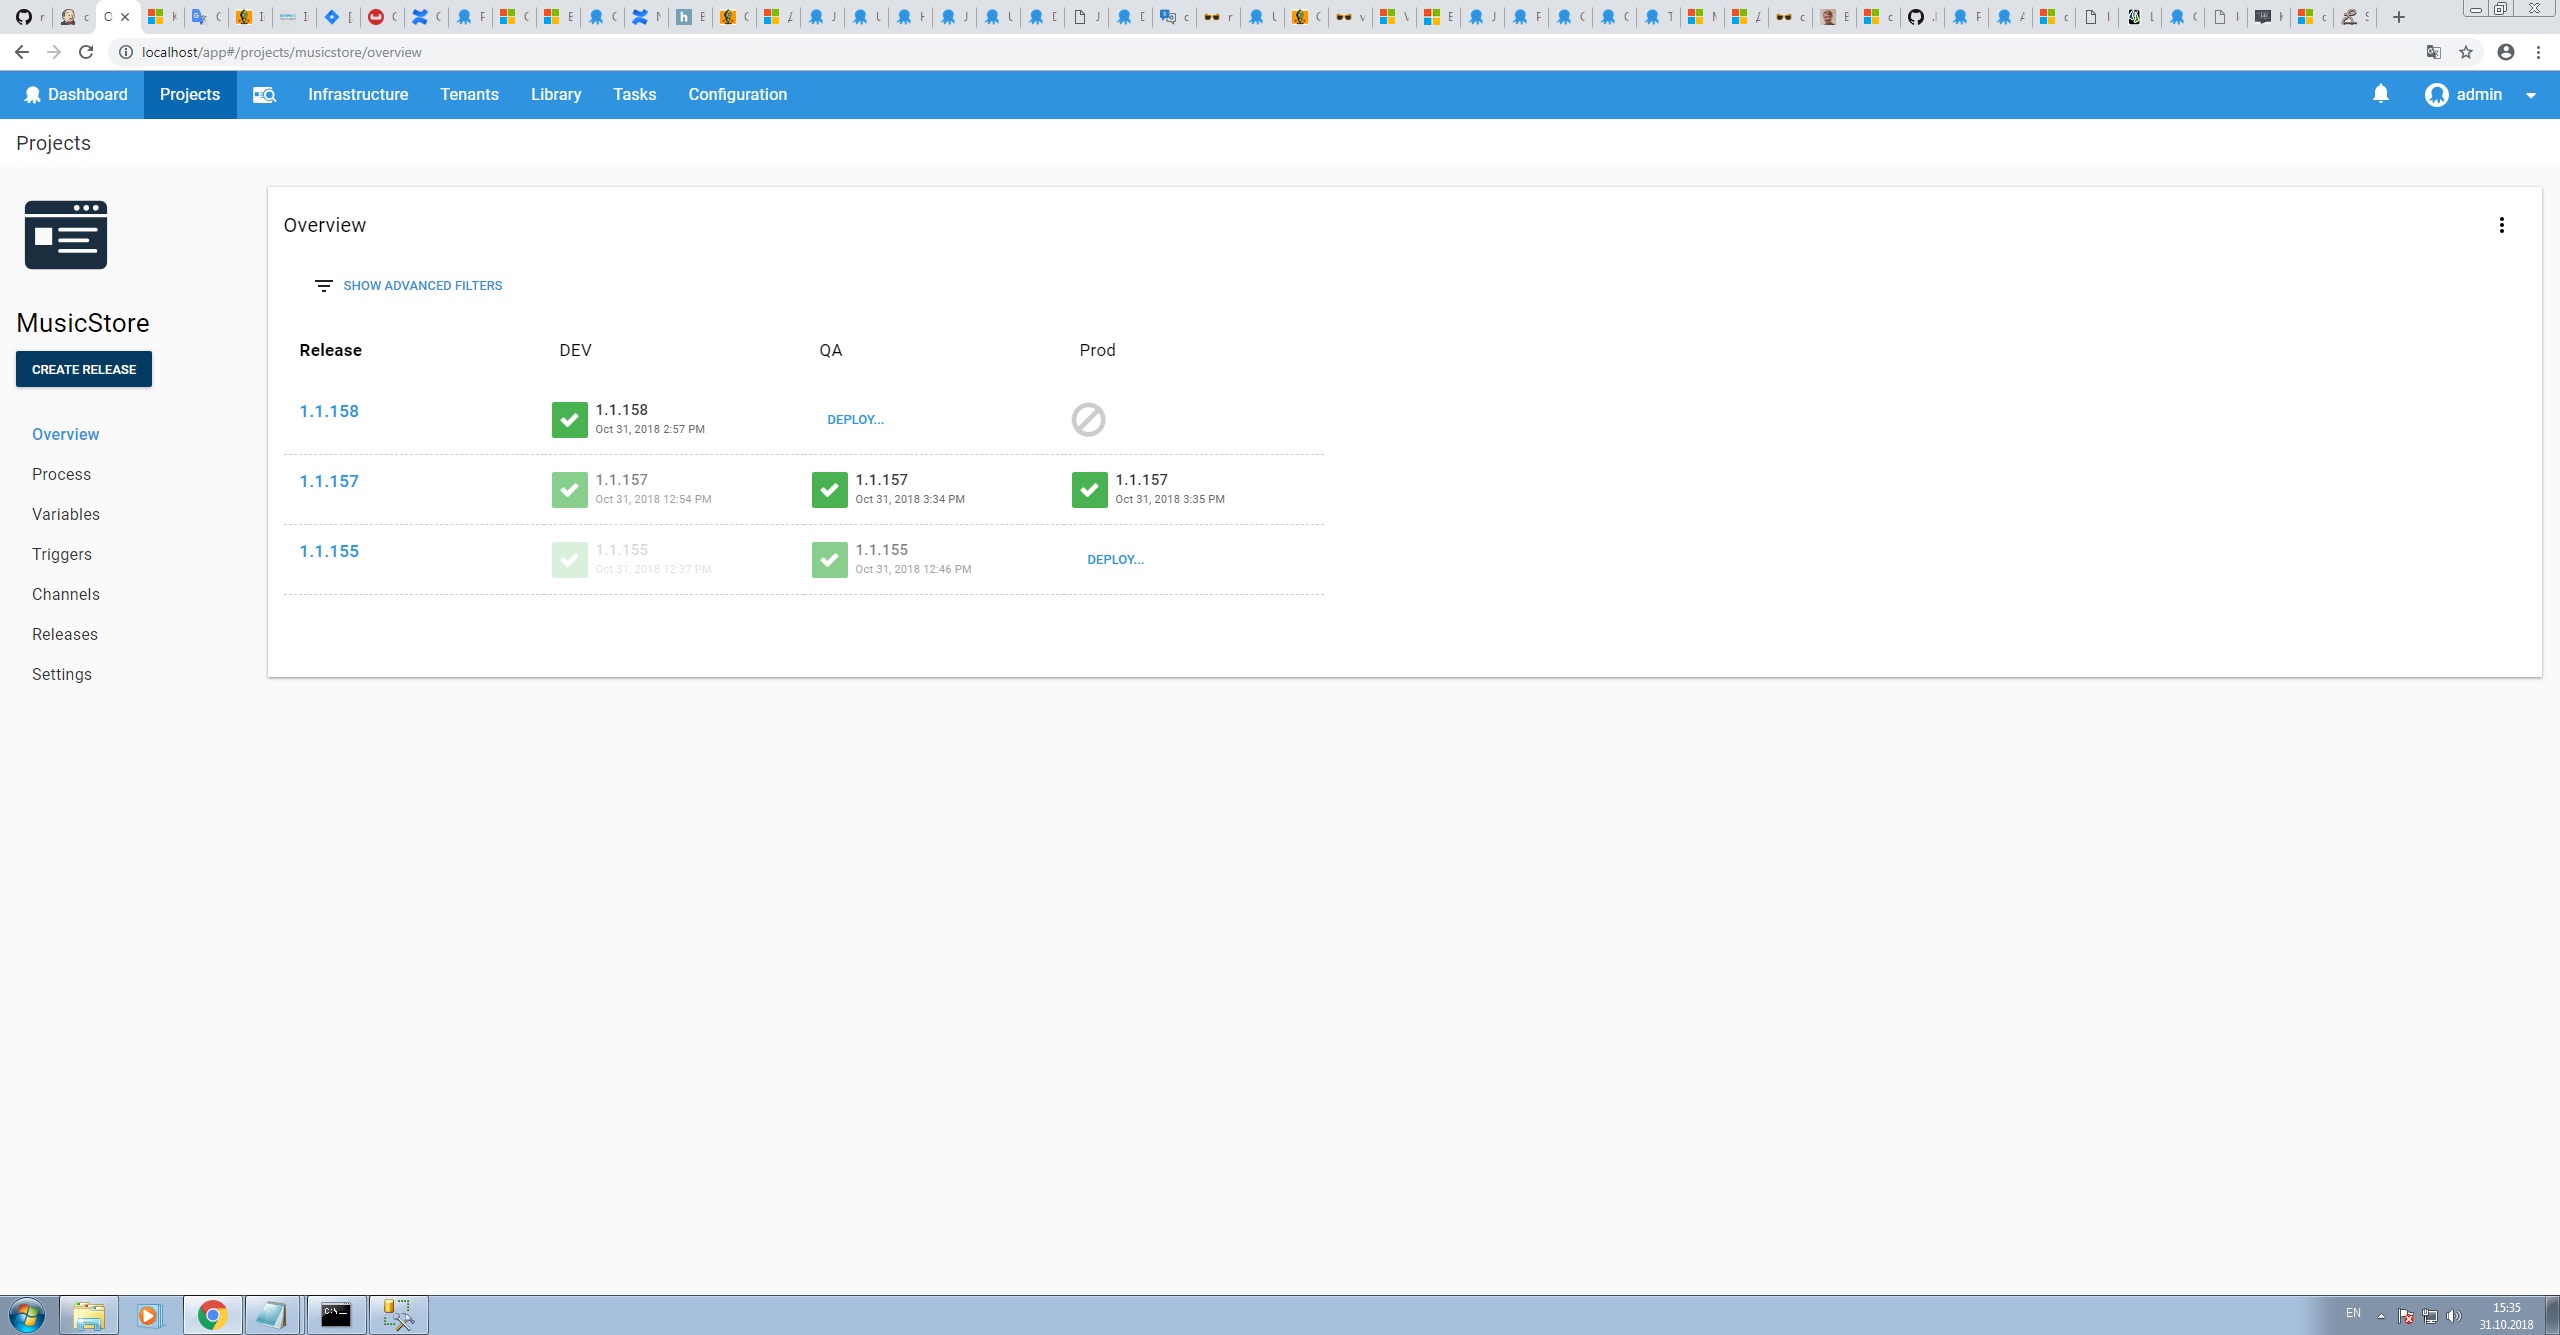 localhost/app#/projects/musicstore/overview
Dashboard Projects Infrastructure Tenants Library Tasks Configuration admin
Projects
Overview
SHOW ADVANCED FILTERS
MusicStore
CREATE RELEASE
Overview
Process
Variables
Triggers
Channels
Releases
Settings
Release DEV QA Prod
1.1.158 1.1.158 DEPLOY...
Oct 31, 2018 2:57 PM
1.1.157 1.1.157 1.1.157 1.1.157
Oct 31, 2018 12:54 PM Oct 31, 2018 3:34 PM Oct 31, 2018 3:35 PM
1.1.155 1.1.155 1.1.155 DEPLOY...
Oct 31, 2018 12:37 PM Oct 31, 2018 12:46 PM
EN 15:35
31.10.2018